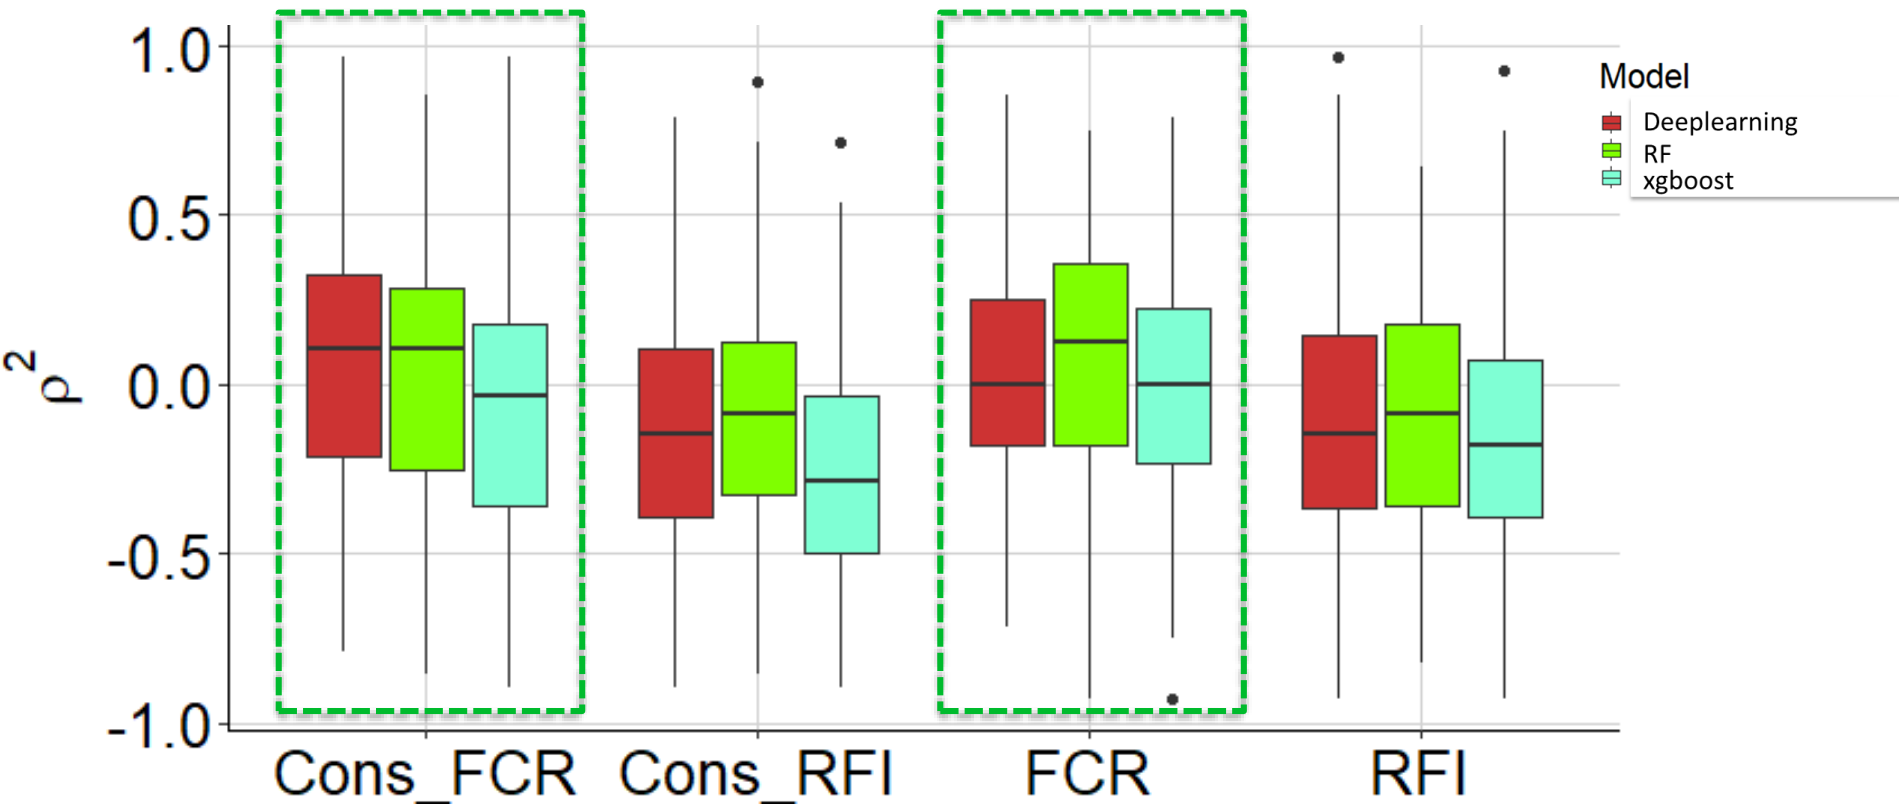 1.0
0.5
0.0
-0.5
-1.0
ρ²
Cons_FCR Cons_RFI FCR RFI
Model
Deeplearning
RF
xgboost